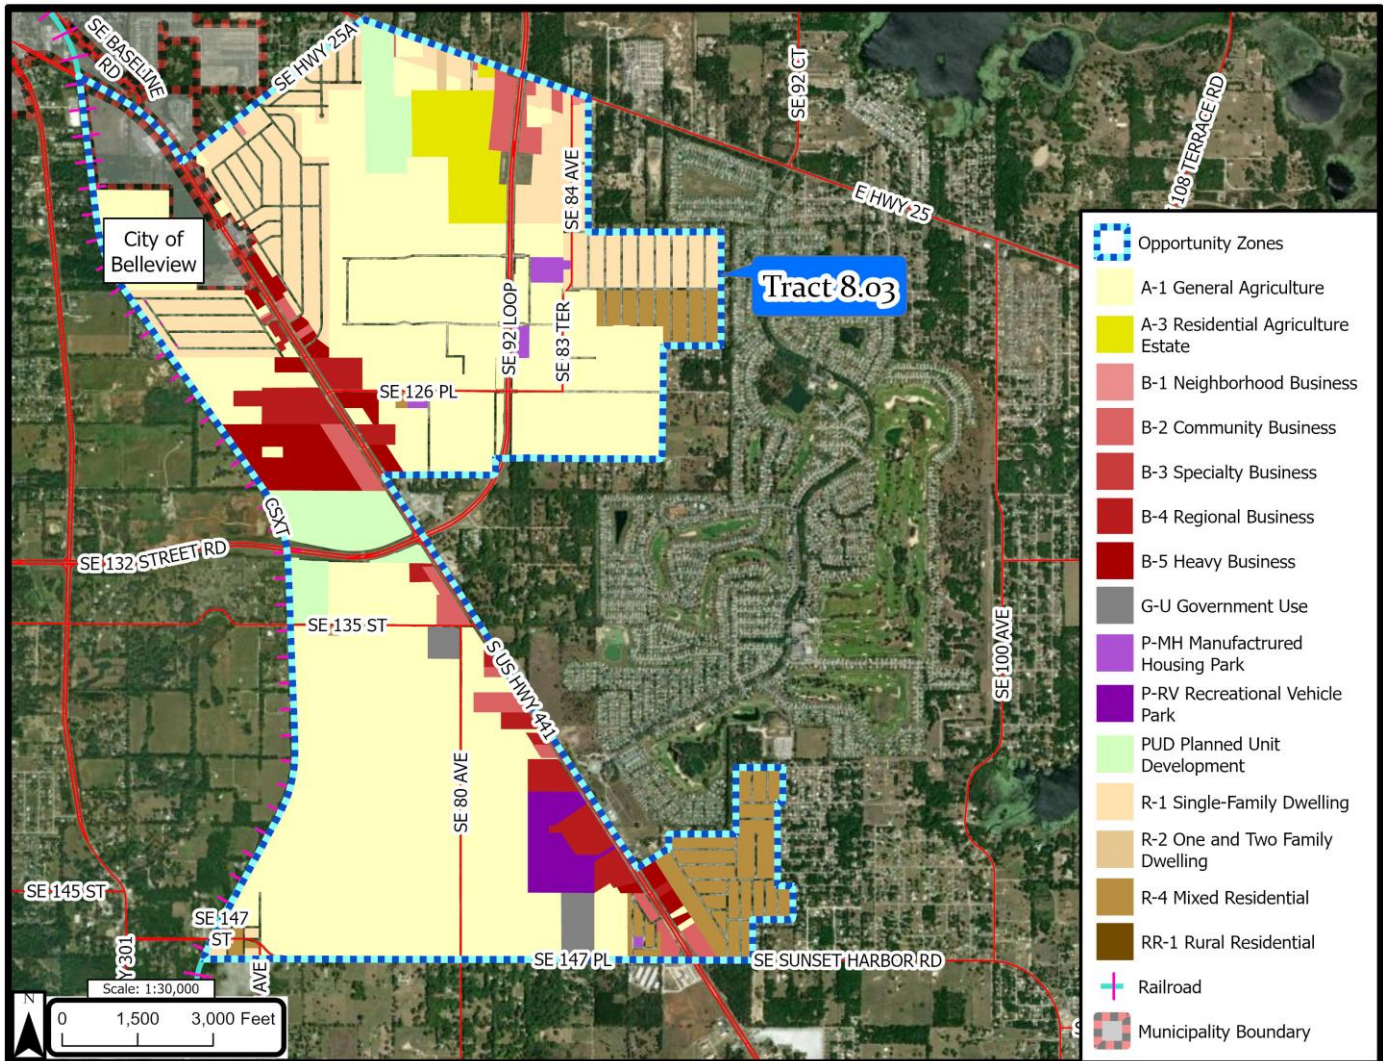 SE BASELINE
RD
SE HWY 25A
SE 92 CT
108 TERRACE RD
E HWY 25
SE 84 AVE
City of
Belleview
Tract 8.03
SE 92 LOOP
SE 83 TER
SE 126 PL
CSXT
SE 132 STREET RD
SE 135 ST
S US HWY 441
SE 100 AVE
SE 80 AVE
SE 145 ST
SE 147
ST
Y 301
AVE
SE 147 PL
SE SUNSET HARBOR RD
S
Scale: 1:30,000
N
0 1,500 3,000 Feet
Opportunity Zones
A-1 General Agriculture
A-3 Residential Agriculture
Estate
B-1 Neighborhood Business
B-2 Community Business
B-3 Specialty Business
B-4 Regional Business
B-5 Heavy Business
G-U Government Use
P-MH Manufactrured
Housing Park
P-RV Recreational Vehicle
Park
PUD Planned Unit
Development
R-1 Single-Family Dwelling
R-2 One and Two Family
Dwelling
R-4 Mixed Residential
RR-1 Rural Residential
Railroad
Municipality Boundary